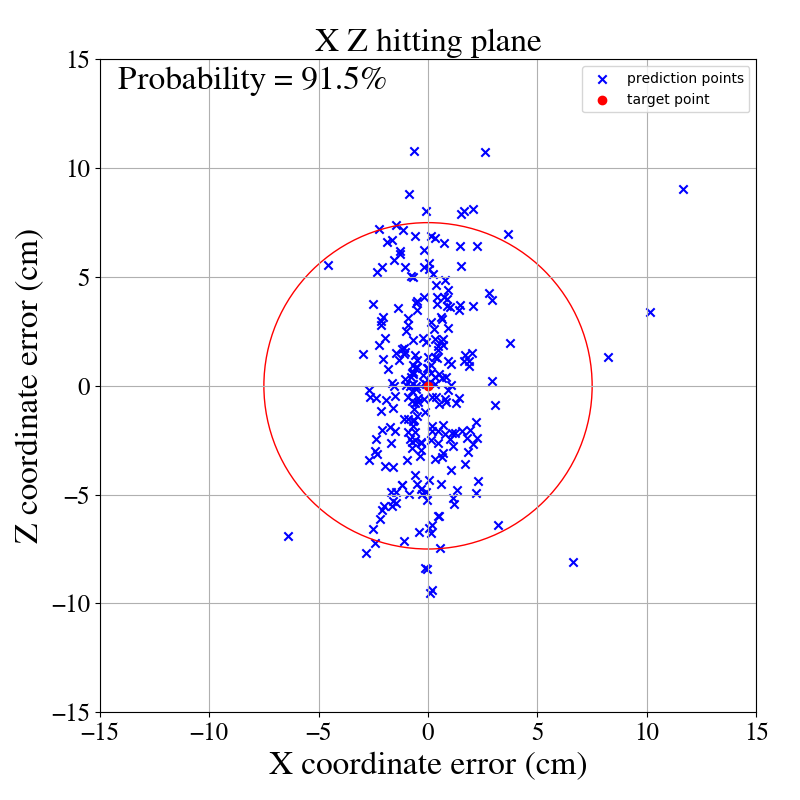 X Z hitting plane
Probability = 91.5%
prediction points
target point
Z coordinate error (cm)
15
10
5
0
−5
−10
−15
−15
−10
−5
0
5
10
15
X coordinate error (cm)